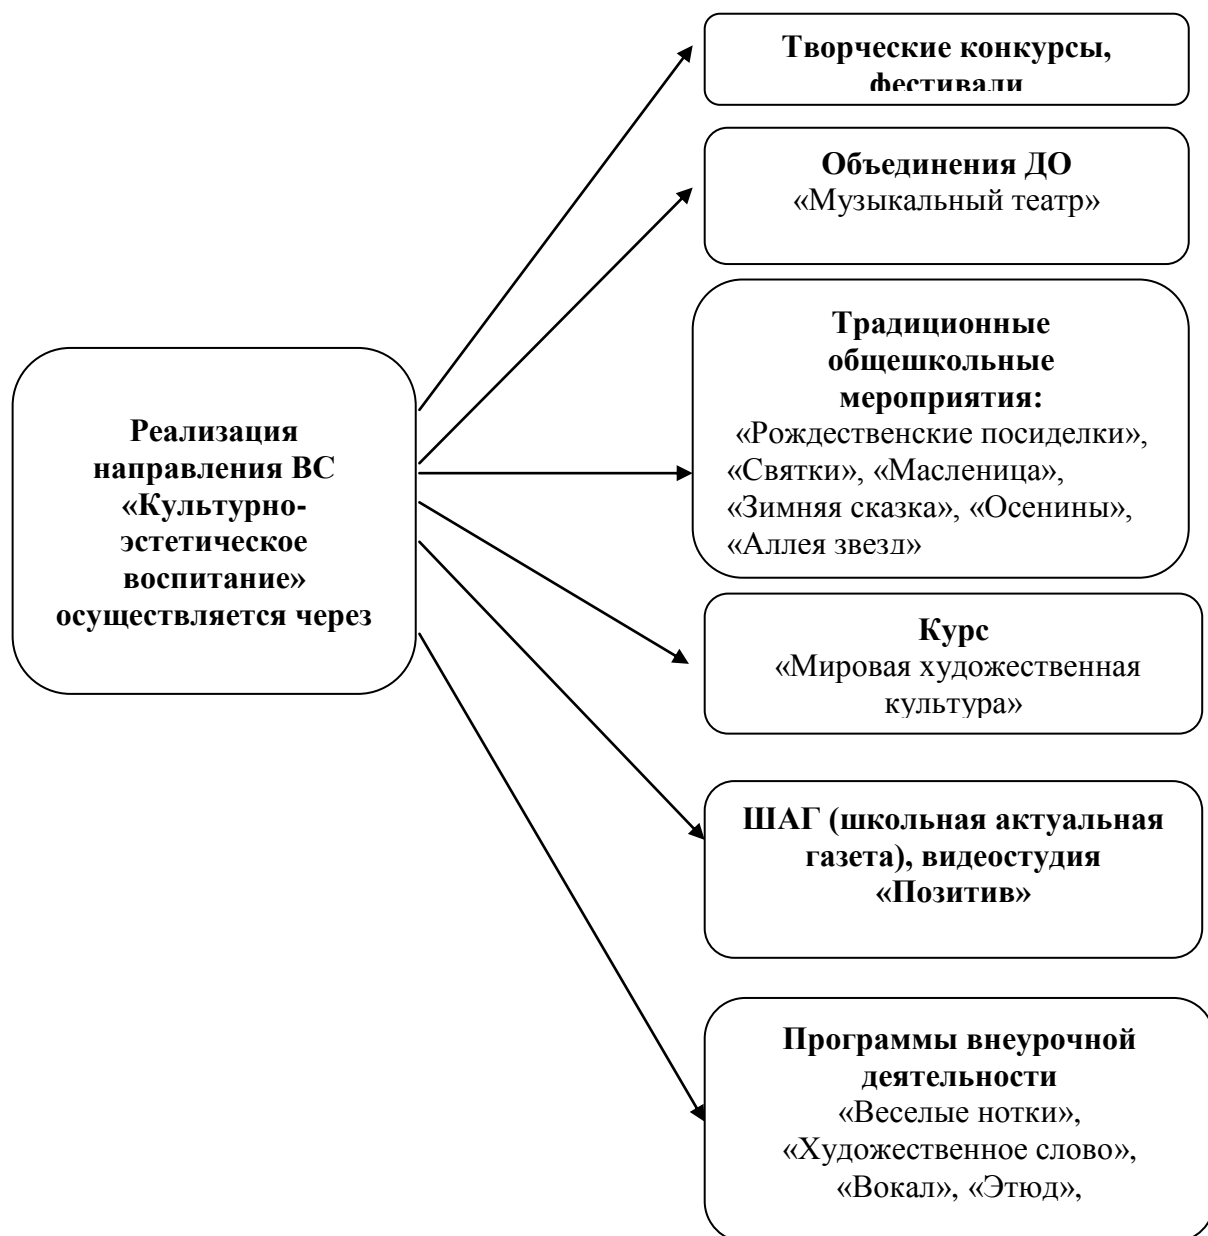 Творческие конкурсы,
фестивали
Объединения ДО
«Музыкальный театр»
Традиционные
общешкольные
мероприятия:
«Рождественские посиделки»,
«Святки», «Масленица»,
«Зимняя сказка», «Осенины»,
«Аллея звезд»
Реализация
направления ВС
«Культурно-
эстетическое
воспитание»
осуществляется через
Курс
«Мировая художественная
культура»
ШАГ (школьная актуальная
газета), видеостудия
«Позитив»
Программы внеурочной
деятельности
«Веселые нотки»,
«Художественное слово»,
«Вокал», «Этюд»,